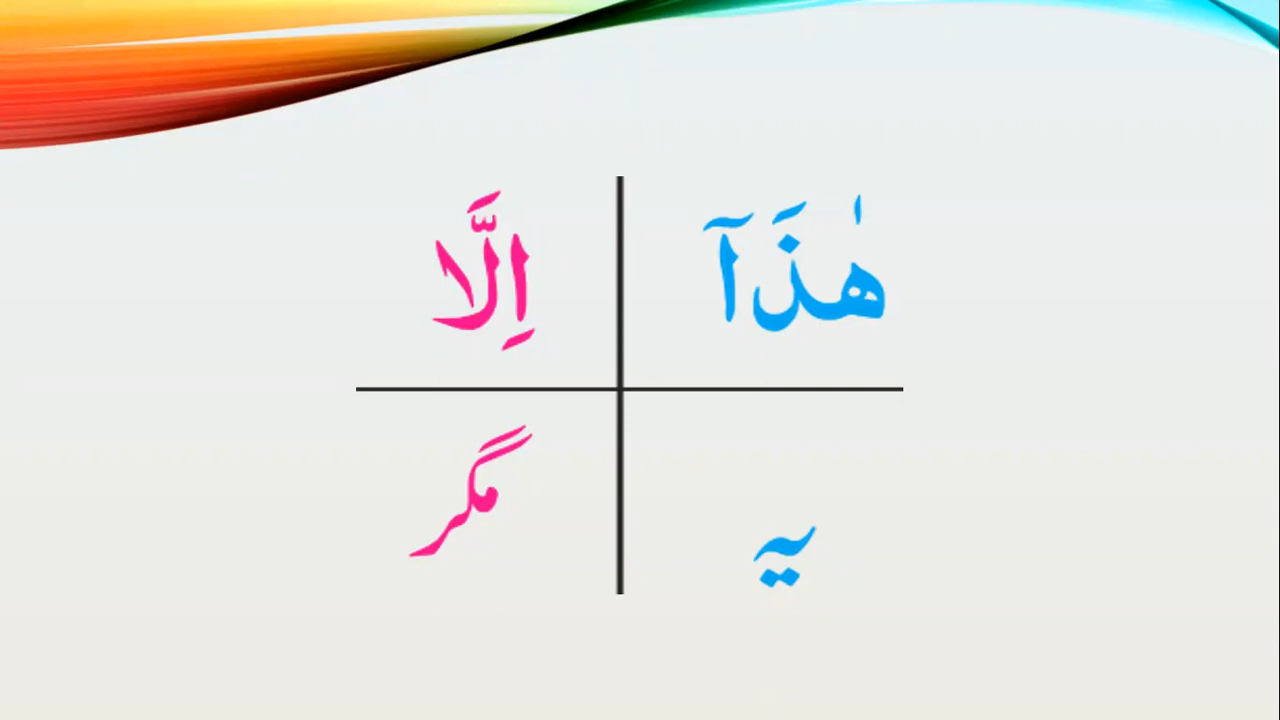 هٰذَآ اِلَّا
یہ مگر